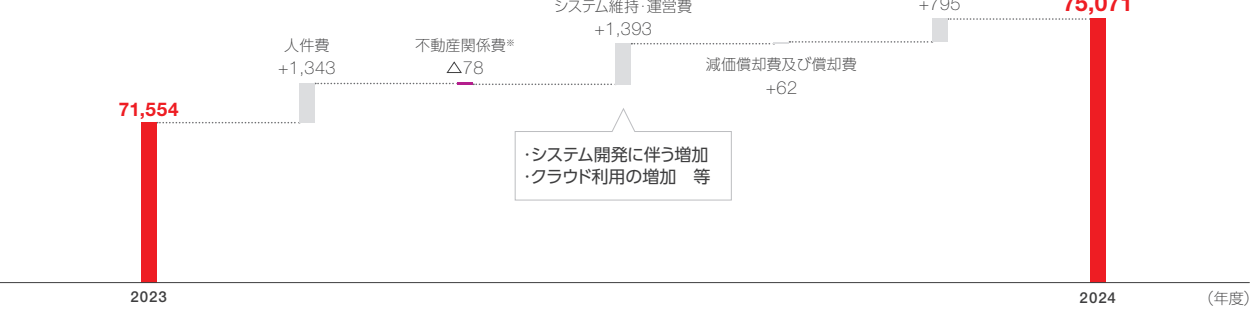 システム維持・運営費
+1,393
+795
75,071
人件費
+1,343
不動産関係費※
△78
減価償却費及び償却費
+62
71,554
・システム開発に伴う増加
・クラウド利用の増加　等
2023
2024
（年度）